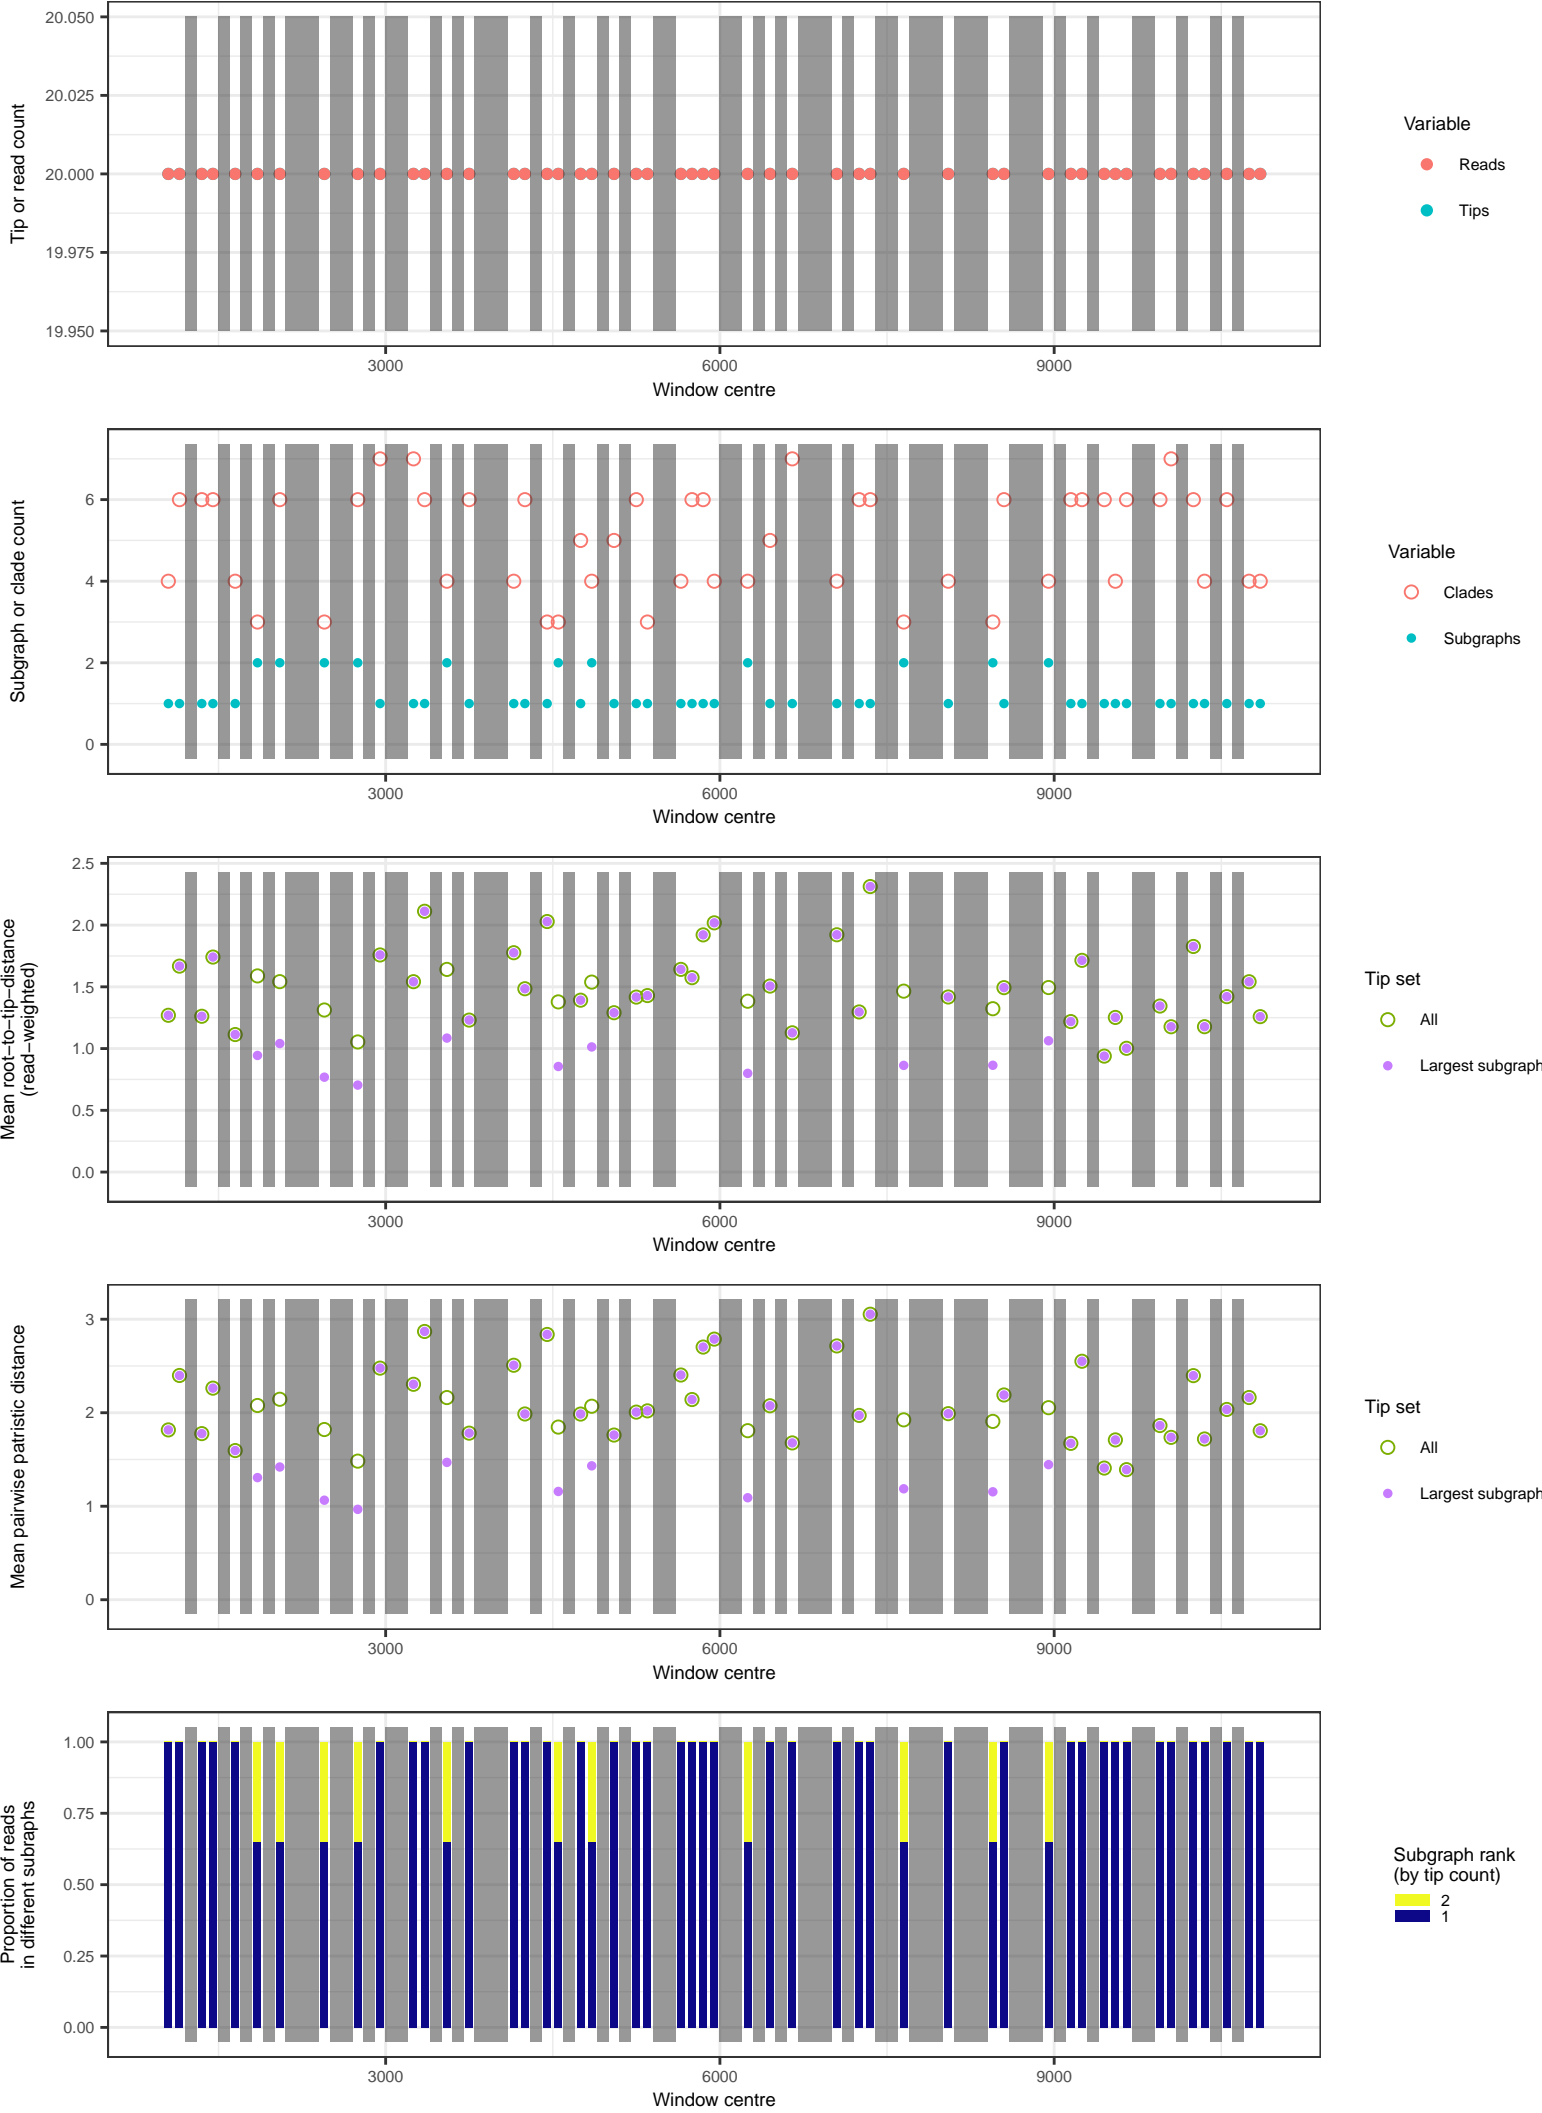 20.050
20.025
20.000
19.975
19.950
Tip or read count
3000
6000
9000
Window centre
Variable
Reads
Tips
6
4
2
0
Subgraph or clade count
3000
6000
9000
Window centre
Variable
Clades
Subgraphs
2.5
2.0
1.5
1.0
0.5
0.0
Mean root−to−tip−distance
(read−weighted)
3000
6000
9000
Window centre
Tip set
All
Largest subgraph
3
2
1
0
Mean pairwise patristic distance
3000
6000
9000
Window centre
Tip set
All
Largest subgraph
1.00
0.75
0.50
0.25
0.00
Proportion of reads
in different subraphs
3000
6000
9000
Window centre
Subgraph rank
(by tip count)
2
1